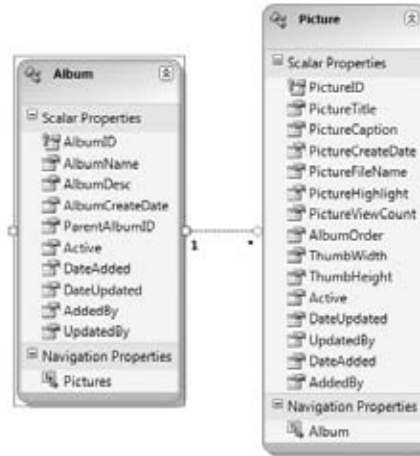 Album
Scalar Properties
AlbumID
AlbumName
AlbumDesc
AlbumCreateDate
ParentAlbumID
Active
DateAdded
DateUpdated
AddedBy
UpdatedBy
Navigation Properties
Pictures
1
*
Picture
Scalar Properties
PictureID
PictureTitle
PictureCaption
PictureCreateDate
PictureFileName
PictureHighlight
PictureViewCount
AlbumOrder
ThumbWidth
ThumbHeight
Active
DateUpdated
UpdatedBy
DateAdded
AddedBy
Navigation Properties
Album